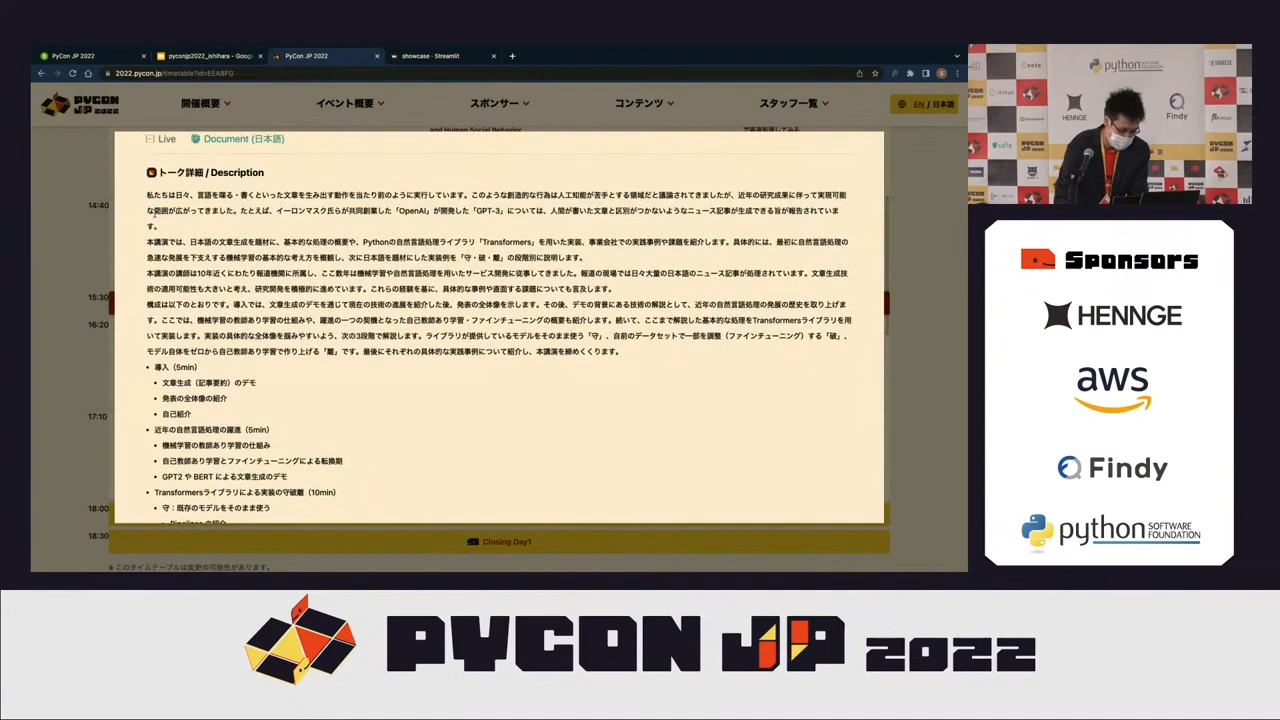 PyCon JP 2022
pyconjp2022_ishihara - Googl
PyCon JP 2022
showcase · Streamlit
2022.pycon.jp/timetable?id=EEA8FG
PYCON JP 2022
開催概要
イベント概要
スポンサー
コンテンツ
スタッフ一覧
EN / 日本語
and Human Social Behavior
で高速処理してみる
Live
Document (日本語)
トーク詳細 / Description
私たちは日々、言語を喋る・書くといった文章を生み出す動作を当たり前のように実行しています。このような創造的な行為は人工知能が苦手とする領域だと議論されてきましたが、近年の研究成果に伴って実現可能
な範囲が広がってきました。たとえば、イーロンマスク氏らが共同創業した「OpenAI」が開発した「GPT-3」については、人間が書いた文章と区別がつかないようなニュース記事が生成できる旨が報告されていま
す。
本講演では、日本語の文章生成を題材に、基本的な処理の概要や、Pythonの自然言語処理ライブラリ「Transformers」を用いた実装、事業会社での実践事例や課題を紹介します。具体的には、最初に自然言語処理の
急速な発展を下支えする機械学習の基本的な考え方を概観し、次に日本語を題材にした実装例を「守・破・離」の段階別に説明します。
本講演の講師は10年近くにわたり報道機関に所属し、ここ数年は機械学習や自然言語処理を用いたサービス開発に従事してきました。報道の現場では日々大量の日本語のニュース記事が処理されています。文章生成技
術の適用可能性も大きいと考え、研究開発を積極的に進めています。これらの経験を基に、具体的な事例や直面する課題についても言及します。
構成は以下のとおりです。導入では、文章生成のデモを通じて現在の技術の進展を紹介した後、発表の全体像を示します。その後、デモの背景にある技術の解説として、近年の自然言語処理の発展の歴史を取り上げま
す。ここでは、機械学習の教師あり学習の仕組みや、躍進の一つの契機となった自己教師あり学習・ファインチューニングの概要も紹介します。続いて、ここまで解説した基本的な処理をTransformersライブラリを用い
て実装します。実装の具体的な全体像を掴みやすいよう、次の3段階で解説します。ライブラリが提供しているモデルをそのまま使う「守」、自前のデータセットで一部を調整（ファインチューニング）する「破」、
モデル自体をゼロから自己教師あり学習で作り上げる「離」です。最後にそれぞれの具体的な実践事例について紹介し、本講演を締めくくります。
• 導入（5min）
• 文章生成（記事要約）のデモ
• 発表の全体像の紹介
• 自己紹介
• 近年の自然言語処理の躍進（5min）
• 機械学習の教師あり学習の仕組み
• 自己教師あり学習とファインチューニングによる転換期
• GPT2 や BERT による文章生成のデモ
• Transformersライブラリによる実装の守破離（10min）
• 守：既存のモデルをそのまま使う
14:40
15:30
16:20
17:10
18:00
18:30
Closing Day1
※ このタイムテーブルは変更の可能性があります。
python
SOFTWARE FOUNDATION
note
SQUEEZE
HENNGE
Findy
Sponsors
HENNGE
aws
Findy
python SOFTWARE
FOUNDATION
PYCON JP 2022